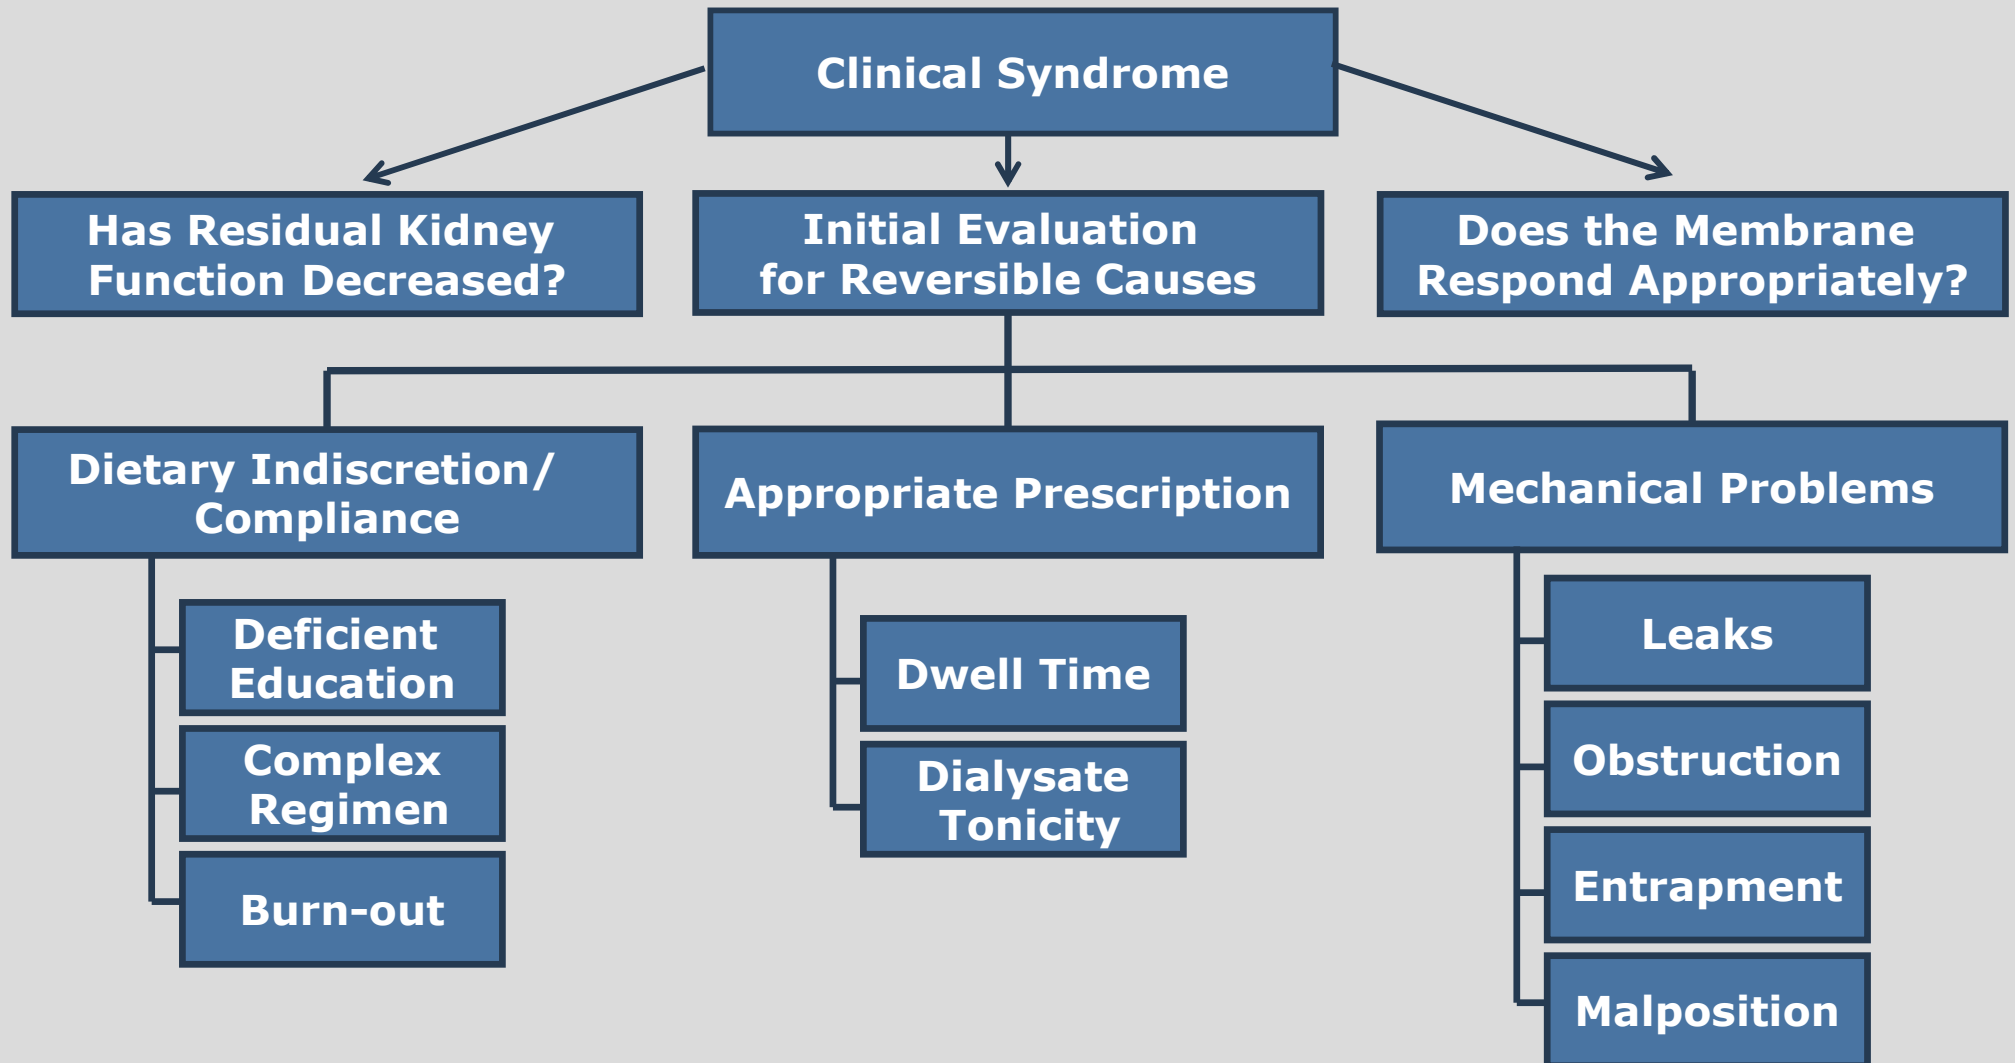 Clinical Syndrome
Has Residual Kidney
Function Decreased?
Initial Evaluation
for Reversible Causes
Does the Membrane
Respond Appropriately?
Dietary Indiscretion/
Compliance
Deficient
Education
Complex
Regimen
Burn-out
Appropriate Prescription
Dwell Time
Dialysate
Tonicity
Mechanical Problems
Leaks
Obstruction
Entrapment
Malposition